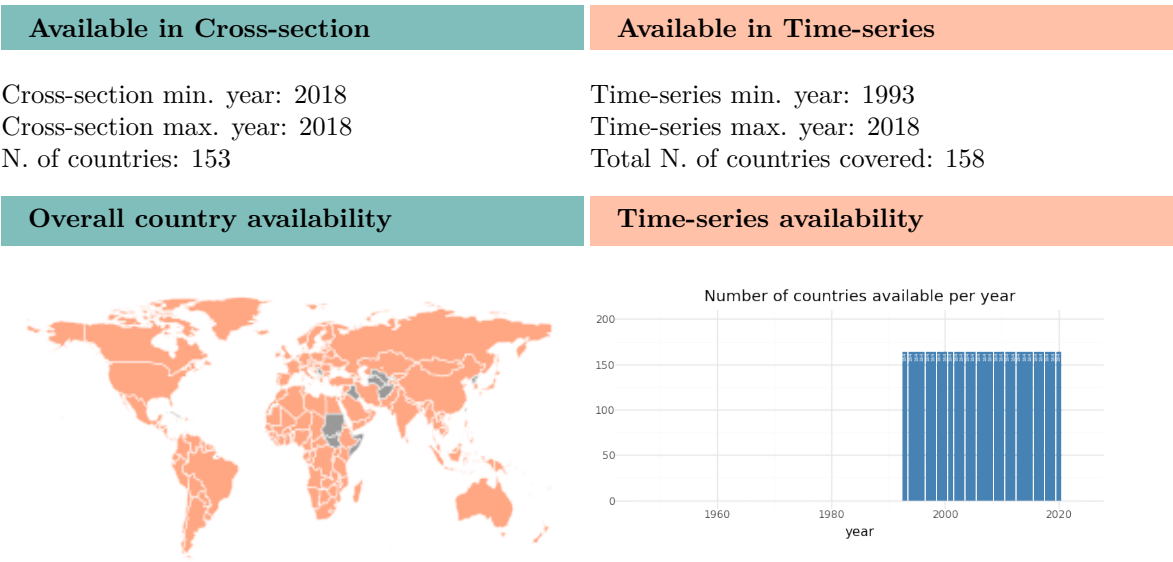 Available in Cross-section
Available in Time-series
Cross-section min. year: 2018
Cross-section max. year: 2018
N. of countries: 153
Time-series min. year: 1993
Time-series max. year: 2018
Total N. of countries covered: 158
Overall country availability
Time-series availability
Number of countries available per year
200
150
100
50
0
1960
1980
2000
2020
year